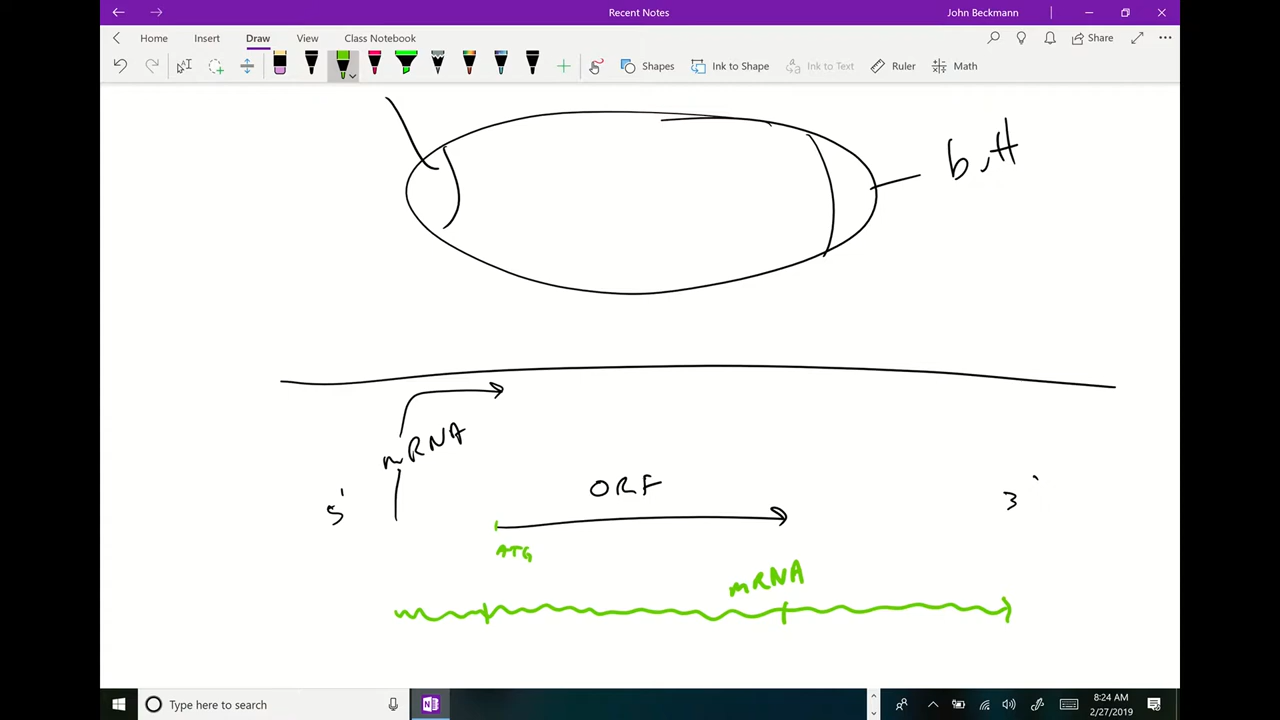 Recent Notes
John Beckmann
Home Insert Draw View Class Notebook
Share
Shapes Ink to Shape Ink to Text Ruler Math
butt
mRNA
5'
ORF
3'
ATG
mRNA
Type here to search
8:24 AM
2/27/2019